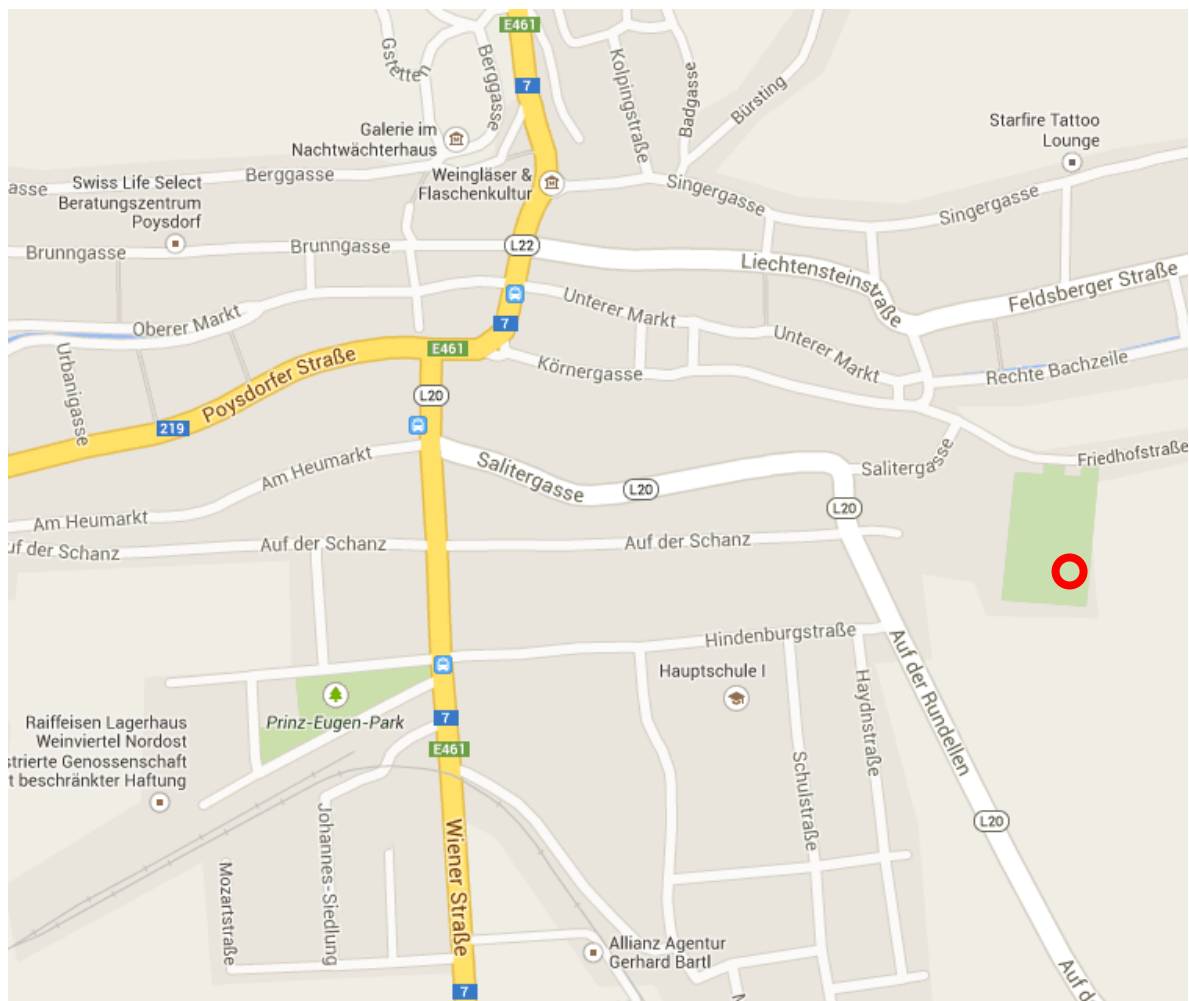 E461
Gstetten
Berggasse
7
Kolpingstraße
Badgasse
Bürsting
Galerie im
Nachtwächterhaus
Starfire Tattoo
Lounge
asse
Swiss Life Select
Beratungszentrum
Poysdorf
Berggasse
Weingläser &
Flaschenkultur
Singergasse
Singergasse
Brunngasse
Brunngasse
L22
Liechtensteinstraße
Feldsberger Straße
Oberer Markt
Unterer Markt
7
Unterer Markt
Urbanigasse
Poysdorfer Straße
E461
Körnergasse
Rechte Bachzeile
L20
219
Am Heumarkt
Salitergasse
L20
Salitergasse
Friedhofstraße
Am Heumarkt
L20
uf der Schanz
Auf der Schanz
Auf der Schanz
Hindenburgstraße
Auf der Rundellen
Hauptschule I
Haydnstraße
Prinz-Eugen-Park
Raiffeisen Lagerhaus
Weinviertel Nordost
strierte Genossenschaft
t beschränkter Haftung
7
E461
Schulstraße
L20
Johannes-Siedlung
Wiener Straße
Mozartstraße
Allianz Agentur
Gerhard Bartl
Auf d
7